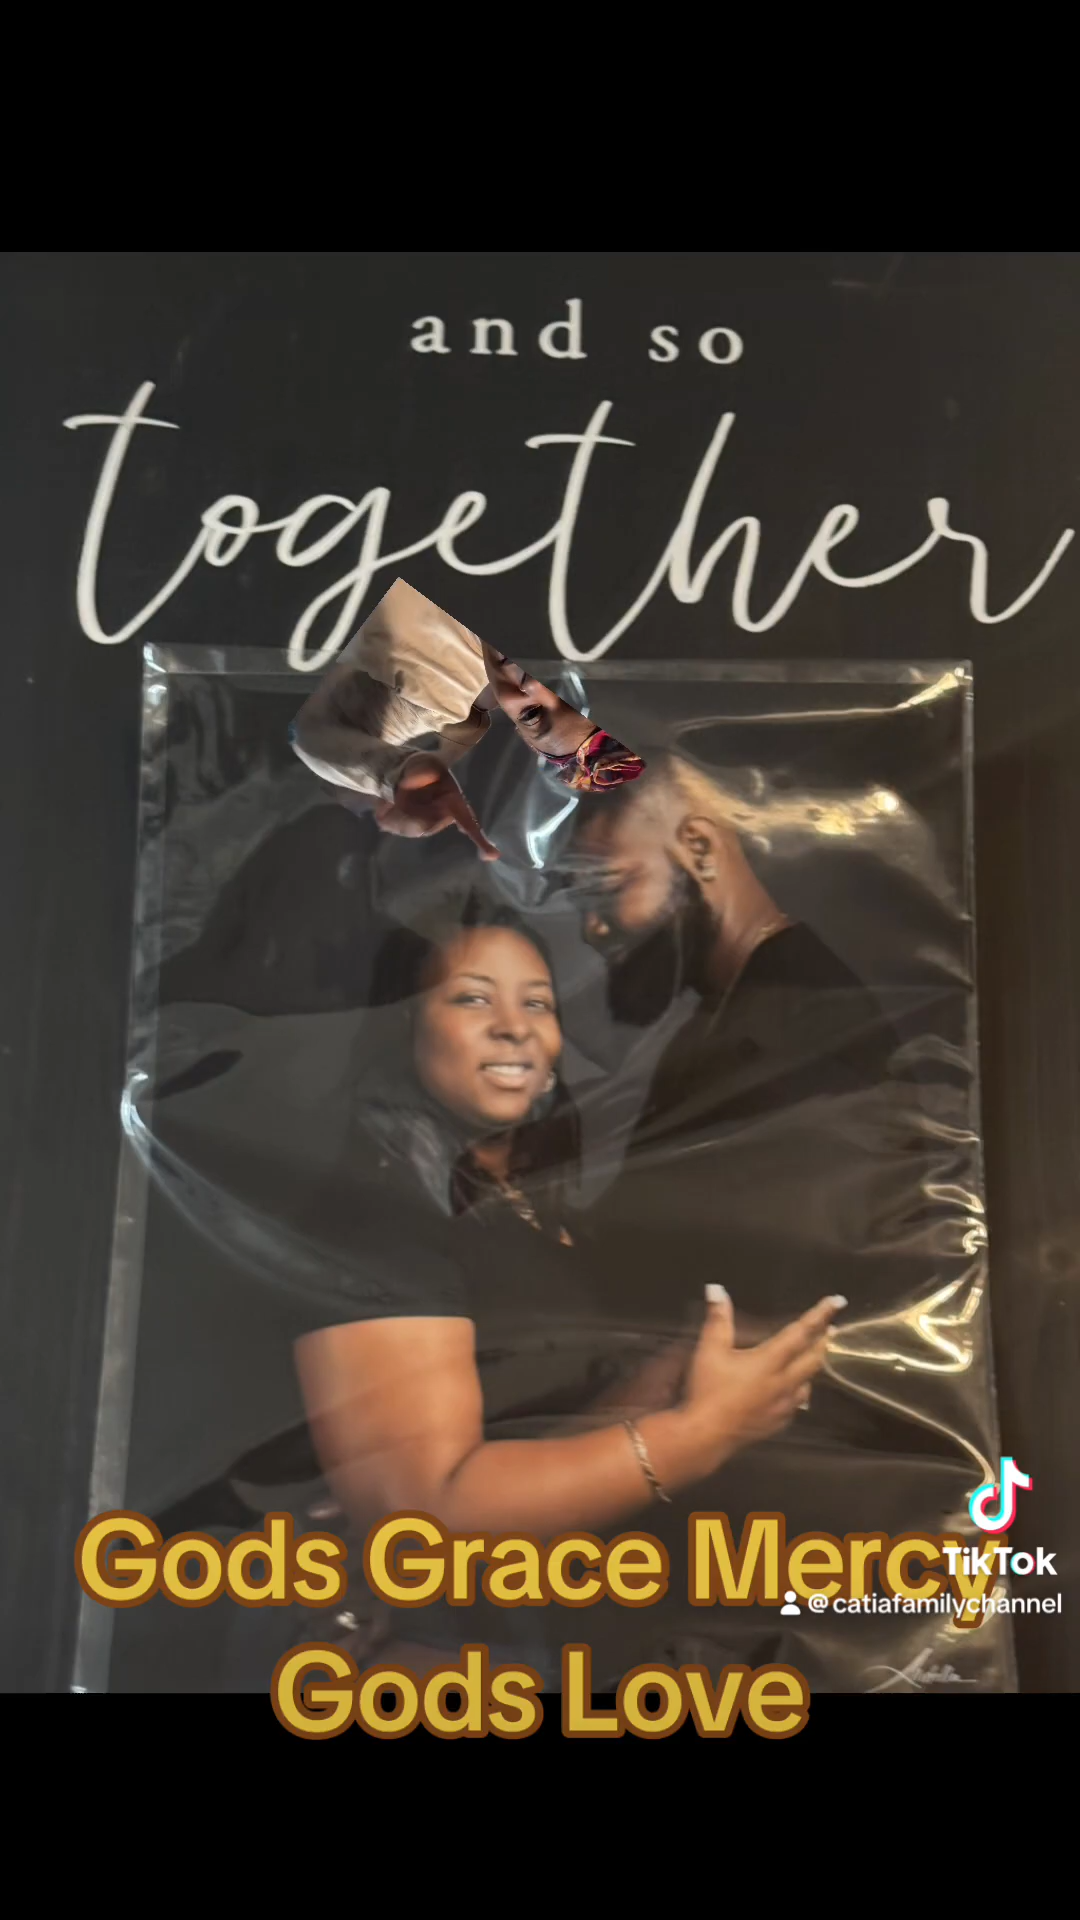 and so
together
Gods Grace Mercy
TikTok
@catiafamilychannel
Gods Love